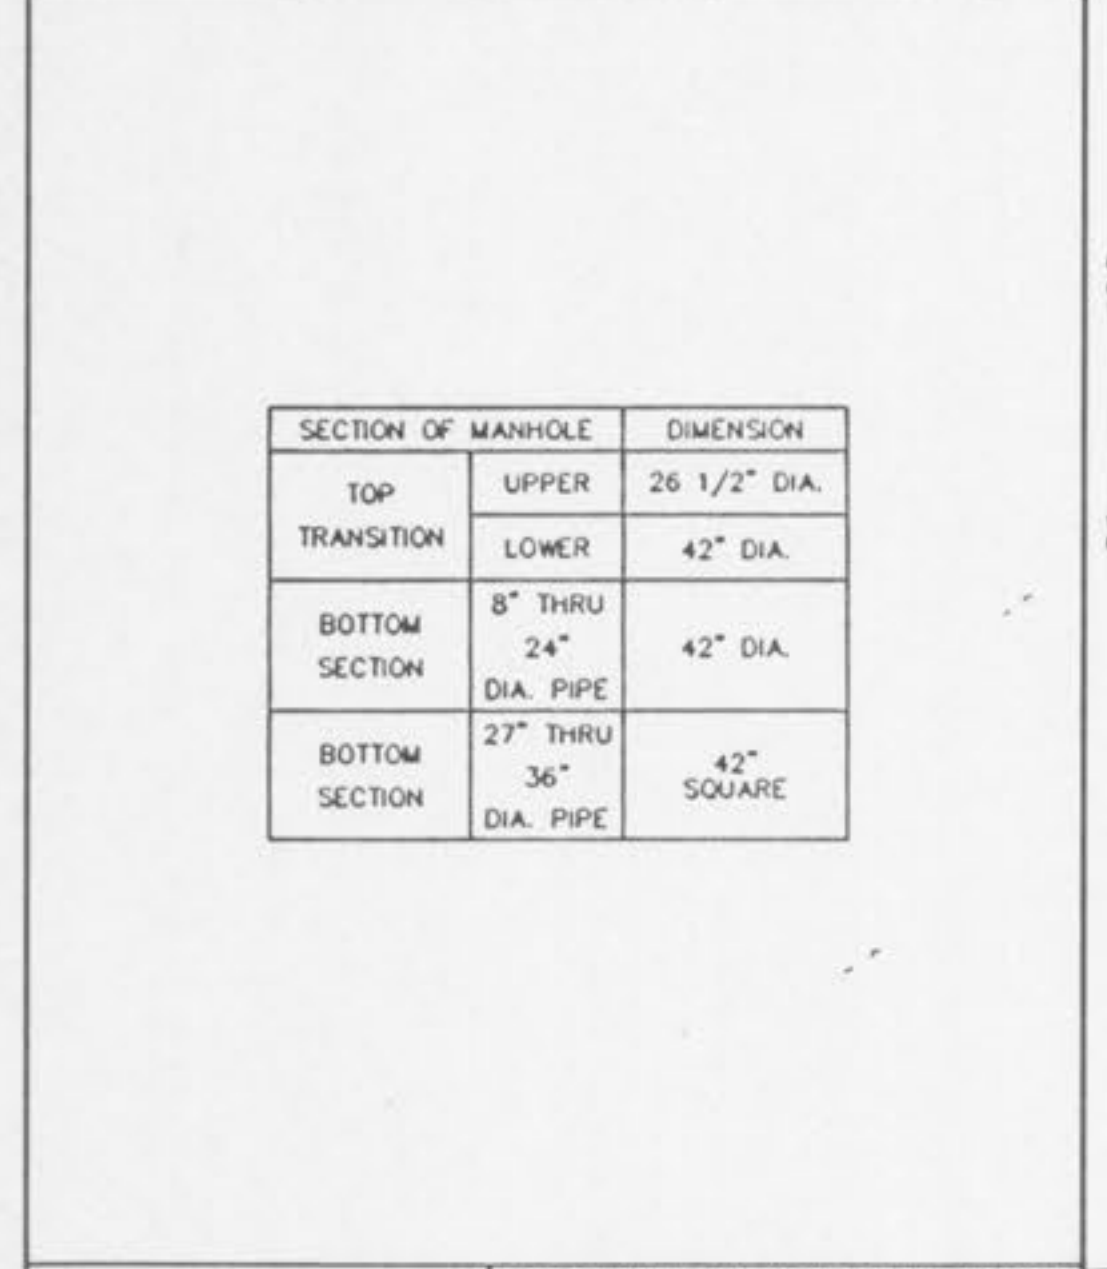 SECTION OF MANHOLE DIMENSION
TOP
TRANSITION
UPPER 26 1/2" DIA.
LOWER 42" DIA.
BOTTOM
SECTION
8" THRU
24"
DIA. PIPE
42" DIA.
BOTTOM
SECTION
27" THRU
36"
DIA. PIPE
42"
SQUARE